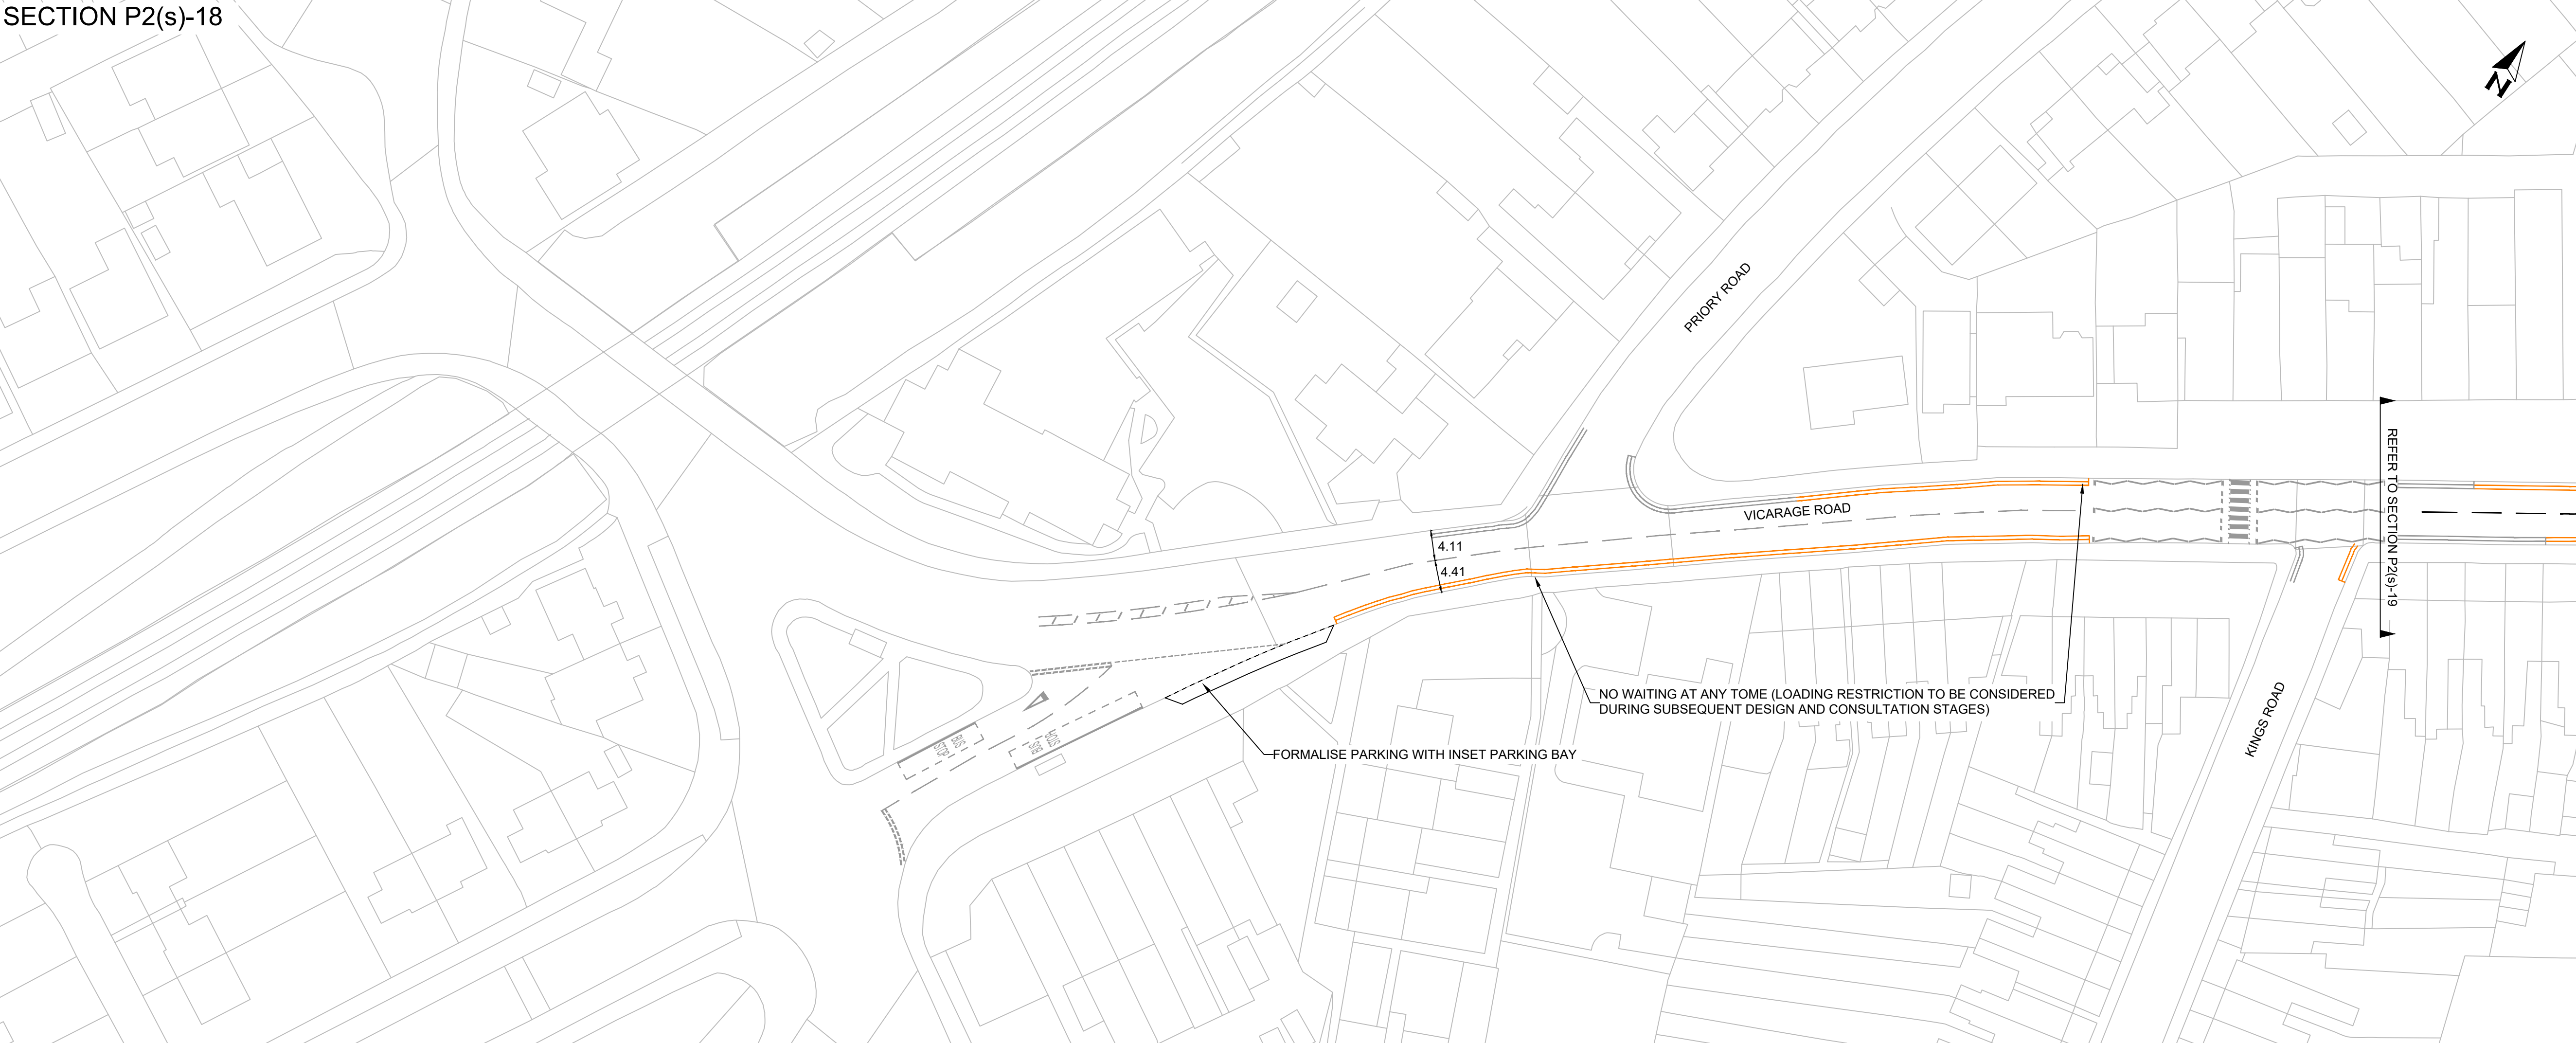 SECTION P2(s)-18
N
PRIORY ROAD
VICARAGE ROAD
4.11
4.41
REFER TO SECTION P2(s)-19
NO WAITING AT ANY TOME (LOADING RESTRICTION TO BE CONSIDERED
DURING SUBSEQUENT DESIGN AND CONSULTATION STAGES)
KINGS ROAD
BUS
STOP
BUS
STOP
FORMALISE PARKING WITH INSET PARKING BAY